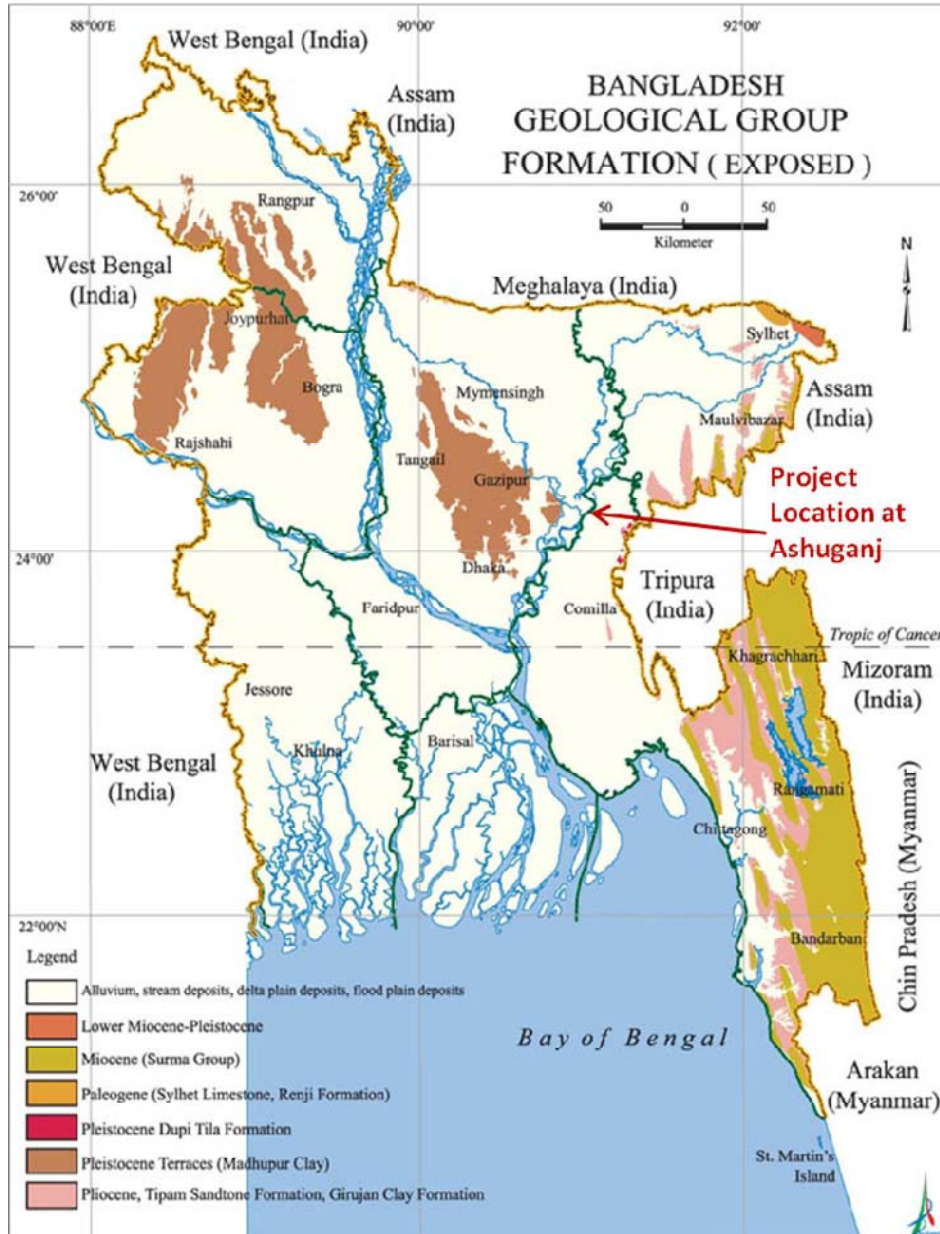 88°00'E
90°00'
92°00'
West Bengal (India)
Assam
(India)
BANGLADESH
GEOLOGICAL GROUP
FORMATION ( EXPOSED )
50 0 50
Kilometer
N
26°00'
Rangpur
West Bengal
(India)
Meghalaya (India)
Joypurhat
Sylhet
Bogra
Mymensingh
Assam
(India)
Maulvibazar
Rajshahi
Tangail
Gazipur
Project
Location at
Ashuganj
24°00'
Dhaka
Tripura
(India)
Faridpur
Comilla
Tropic of Cancer
Khagrachhari
Mizoram
(India)
Jessore
Khulna
Barisal
West Bengal
(India)
Rangamati
Chittagong
Chin Pradesh (Myanmar)
22°00'N
Bandarban
Legend
Alluvium, stream deposits, delta plain deposits, flood plain deposits
Lower Miocene-Pleistocene
Miocene (Surma Group)
Paleogene (Sylhet Limestone, Renji Formation)
Pleistocene Dupi Tila Formation
Pleistocene Terraces (Madhupur Clay)
Pliocene, Tipam Sandtone Formation, Girujan Clay Formation
Bay of Bengal
Arakan
(Myanmar)
St. Martin's
Island